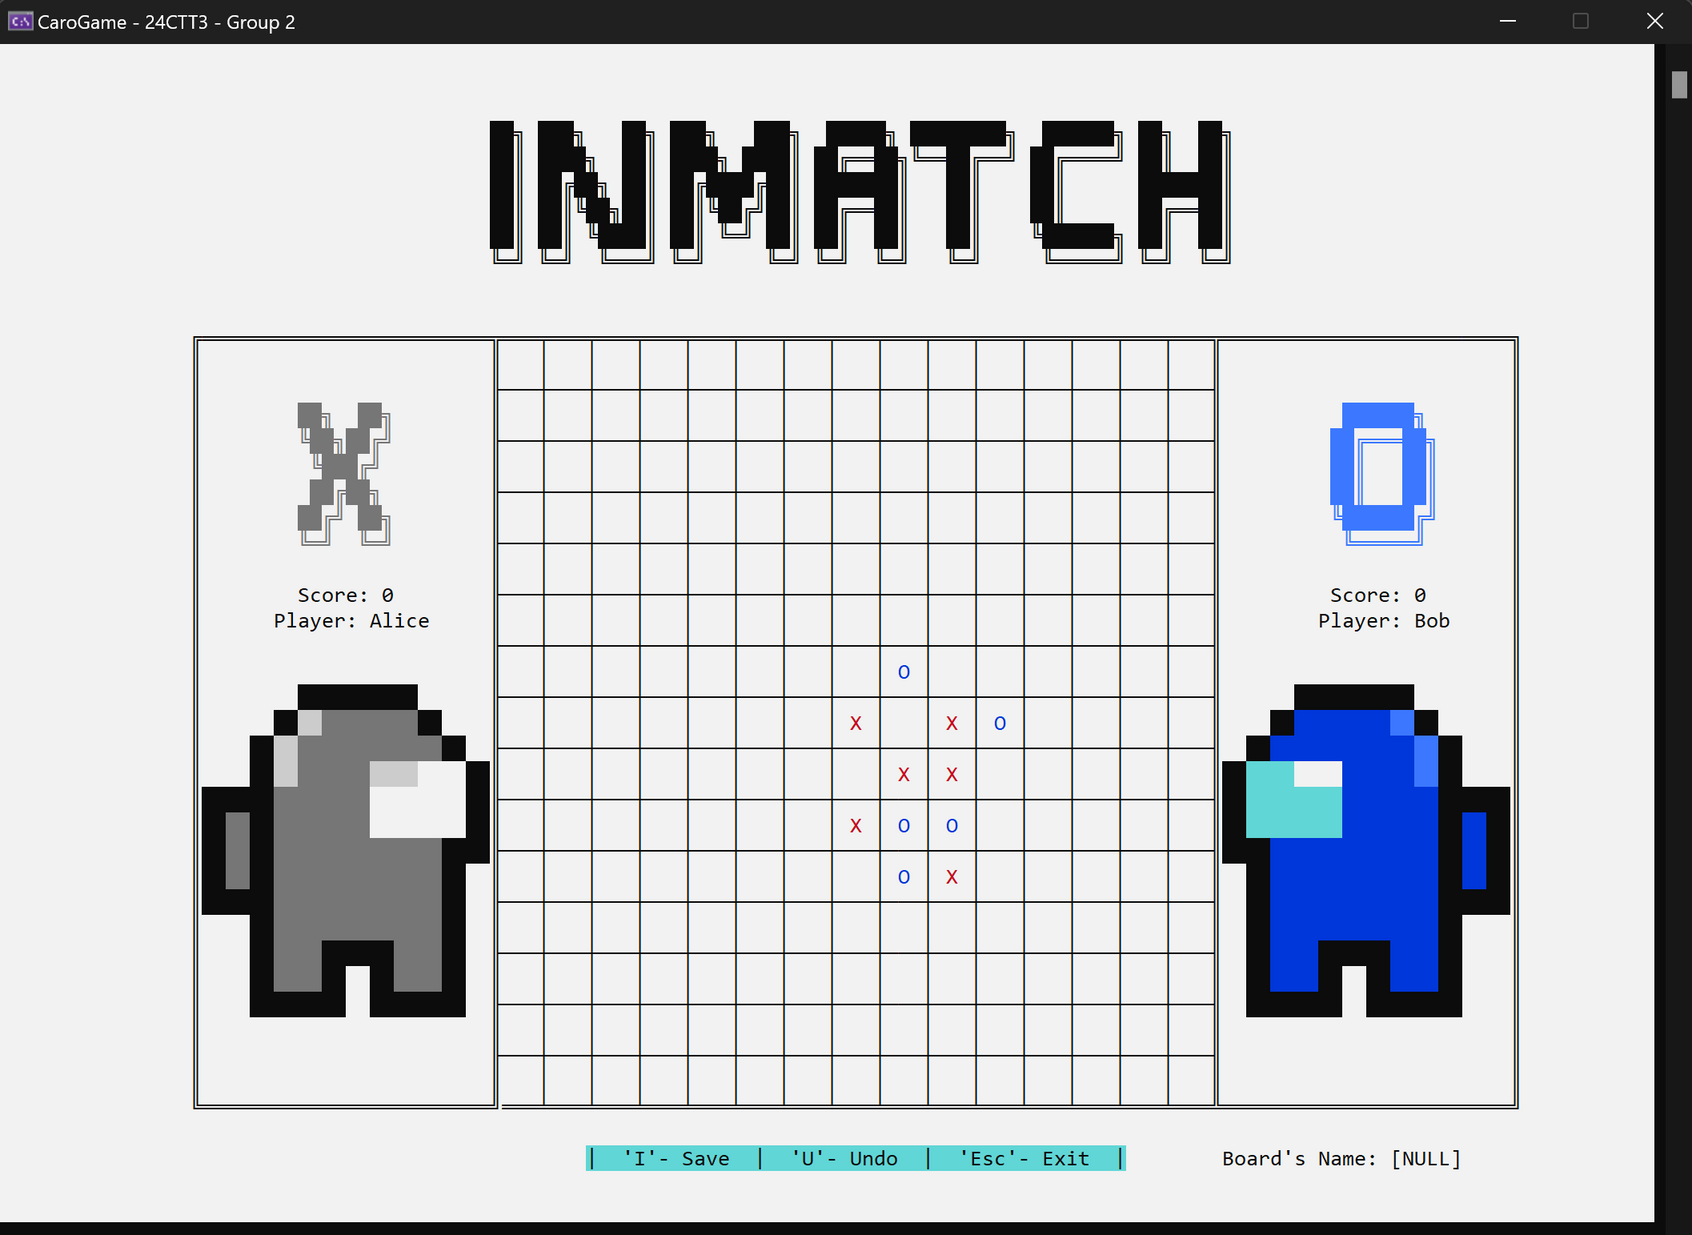 CaroGame - 24CTT3 - Group 2
INMATCH
X
O
Score: 0
Player: Alice
Score: 0
Player: Bob
O
X X O
X X
X O O
O X
| 'I'- Save | 'U'- Undo | 'Esc'- Exit |
Board's Name: [NULL]